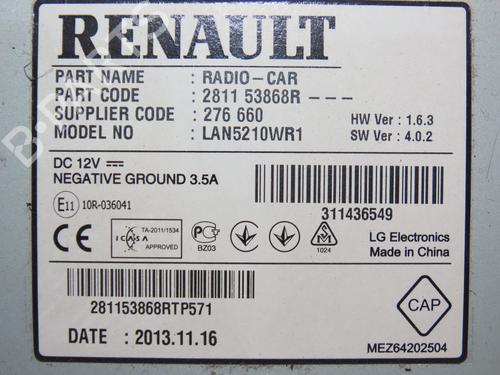 RENAULT
PART NAME : RADIO-CAR
PART CODE : 2811 53868R - - -
SUPPLIER CODE : 276 660
HW Ver : 1.6.3
MODEL NO : LAN5210WR1
SW Ver : 4.0.2
DC 12V
NEGATIVE GROUND 3.5A
E11 10R-036041
311436549
CE
ICASA
TA-2011/1534
APPROVED
BZ03
1024
LG Electronics
Made in China
281153868RTP571
CAP
DATE : 2013.11.16
MEZ64202504